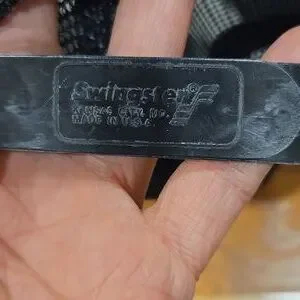 Swingster®
KANSAS CITY, MO.
MADE IN U.S.A.